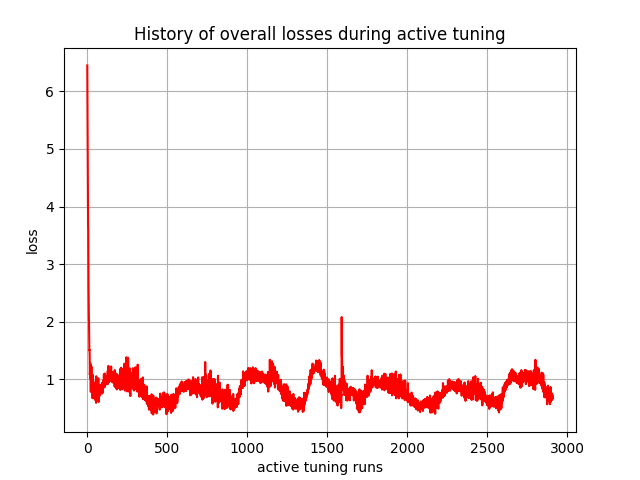 History of overall losses during active tuning
6
5
4
3
2
1
loss
0 500 1000 1500 2000 2500 3000
active tuning runs